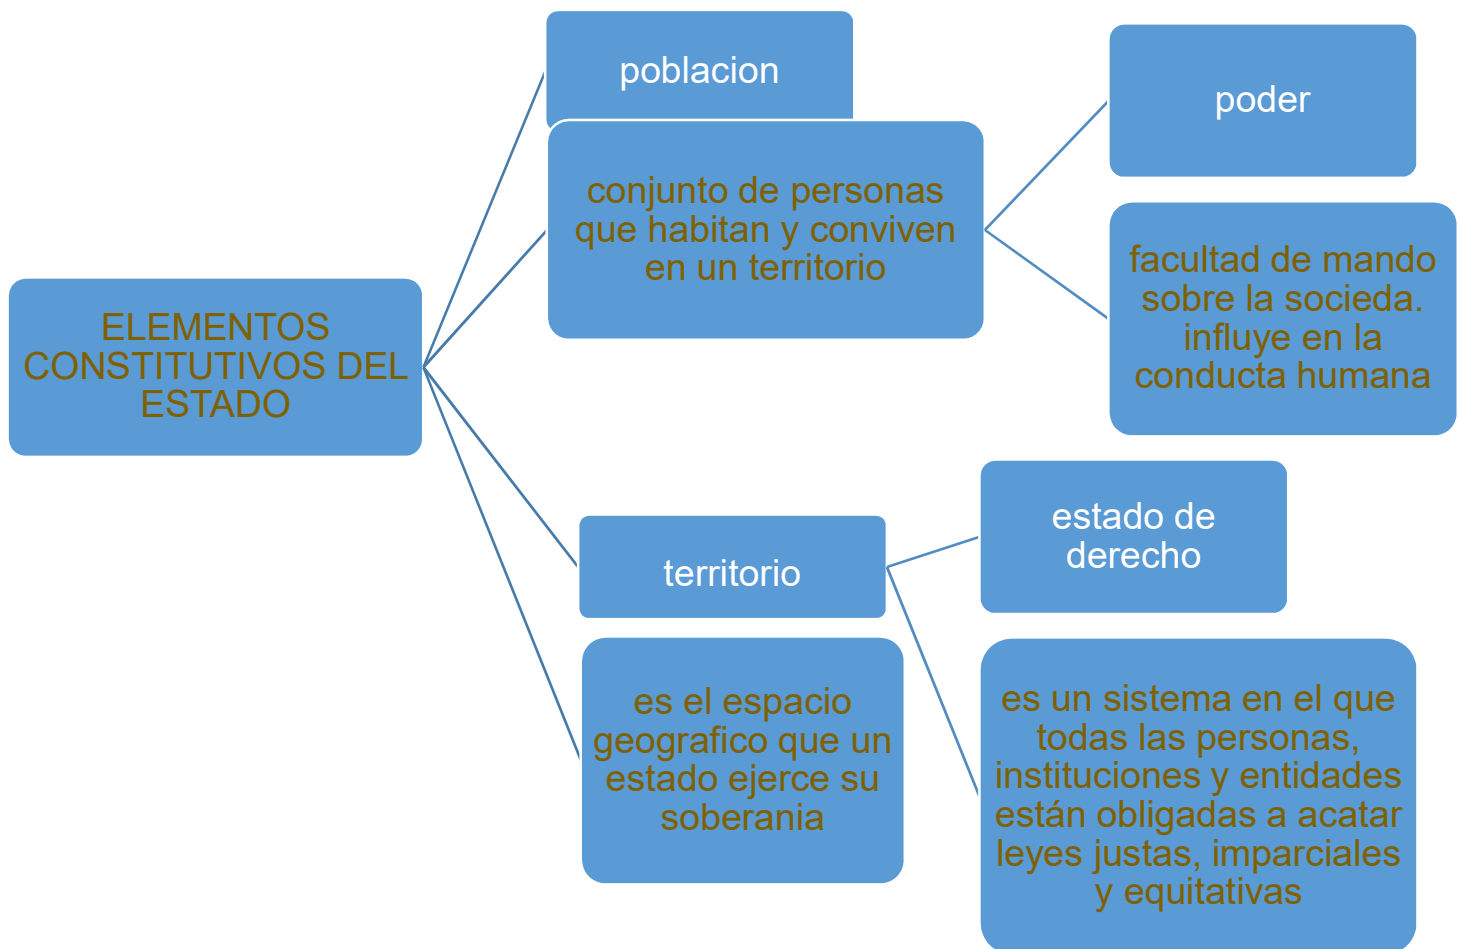 poblacion
conjunto de personas
que habitan y conviven
en un territorio
poder
facultad de mando
sobre la socieda.
influye en la
conducta humana
ELEMENTOS
CONSTITUTIVOS DEL
ESTADO
territorio
es el espacio
geografico que un
estado ejerce su
soberania
estado de
derecho
es un sistema en el que
todas las personas,
instituciones y entidades
están obligadas a acatar
leyes justas, imparciales
y equitativas